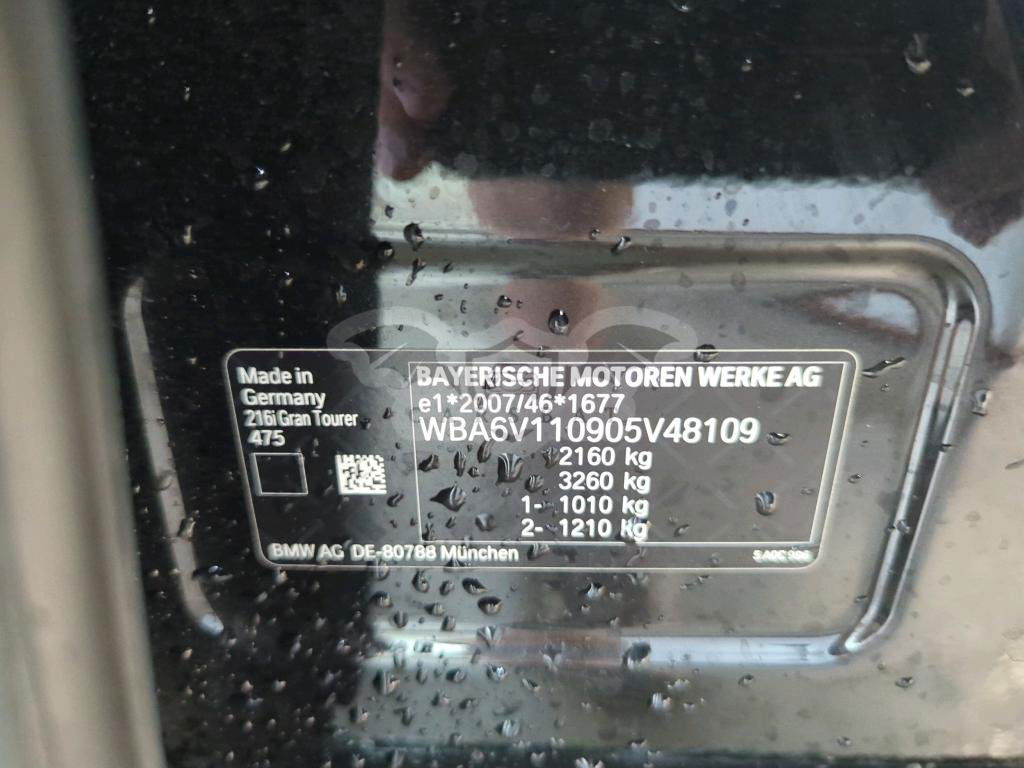 Made in
Germany
216i Gran Tourer
475
BAYERISCHE MOTOREN WERKE AG
e1*2007/46*1677
WBA6V110905V48109
2160 kg
3260 kg
1- 1010 kg
2- 1210 kg
BMW AG DE-80788 München